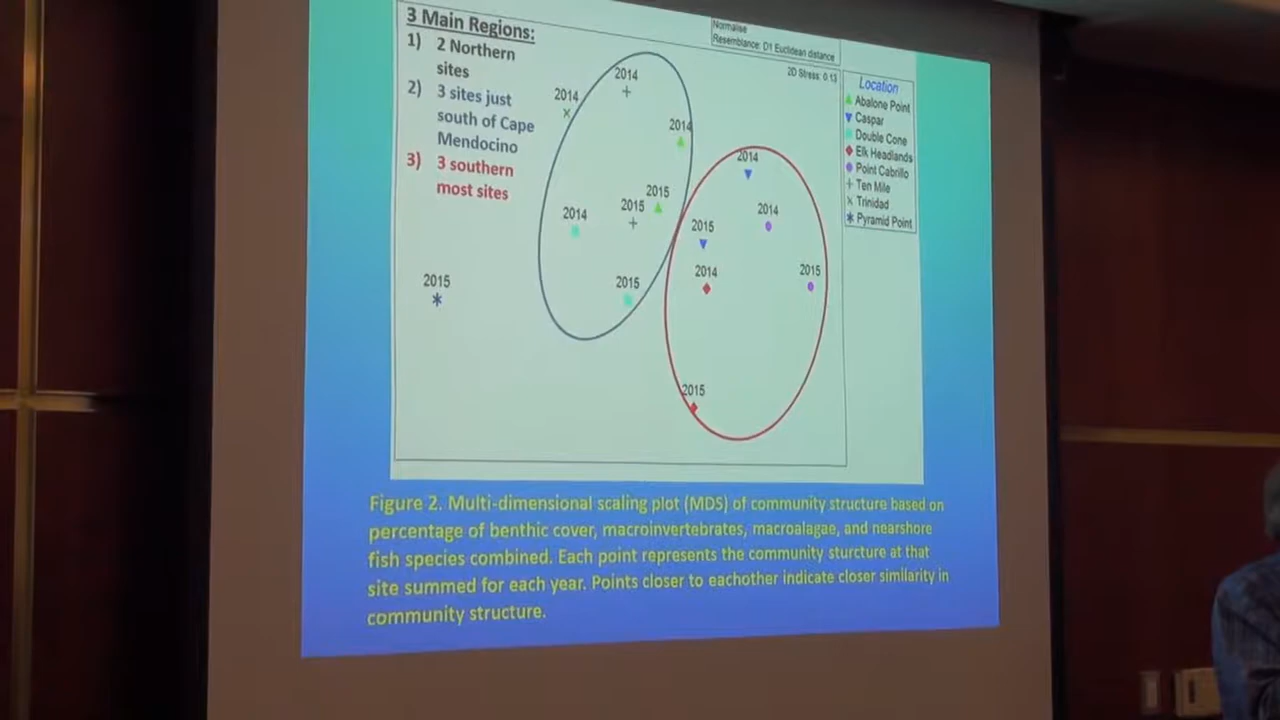 3 Main Regions:
1) 2 Northern
sites
2) 3 sites just
south of Cape
Mendocino
3) 3 southern
most sites
Normalise
Resemblance: D1 Euclidean distance
2D Stress: 0.13
Location
Abalone Point
Caspar
Double Cone
Elk Headlands
Point Cabrillo
Ten Mile
Trinidad
Pyramid Point
2014
2014
2014
2014
2015
2015
2014
2014
2015
2014
2015
2015
2015
2015
2015
Figure 2. Multi-dimensional scaling plot (MDS) of community structure based on
percentage of benthic cover, macroinvertebrates, macroalagae, and nearshore
fish species combined. Each point represents the community sturcture at that
site summed for each year. Points closer to eachother indicate closer similarity in
community structure.